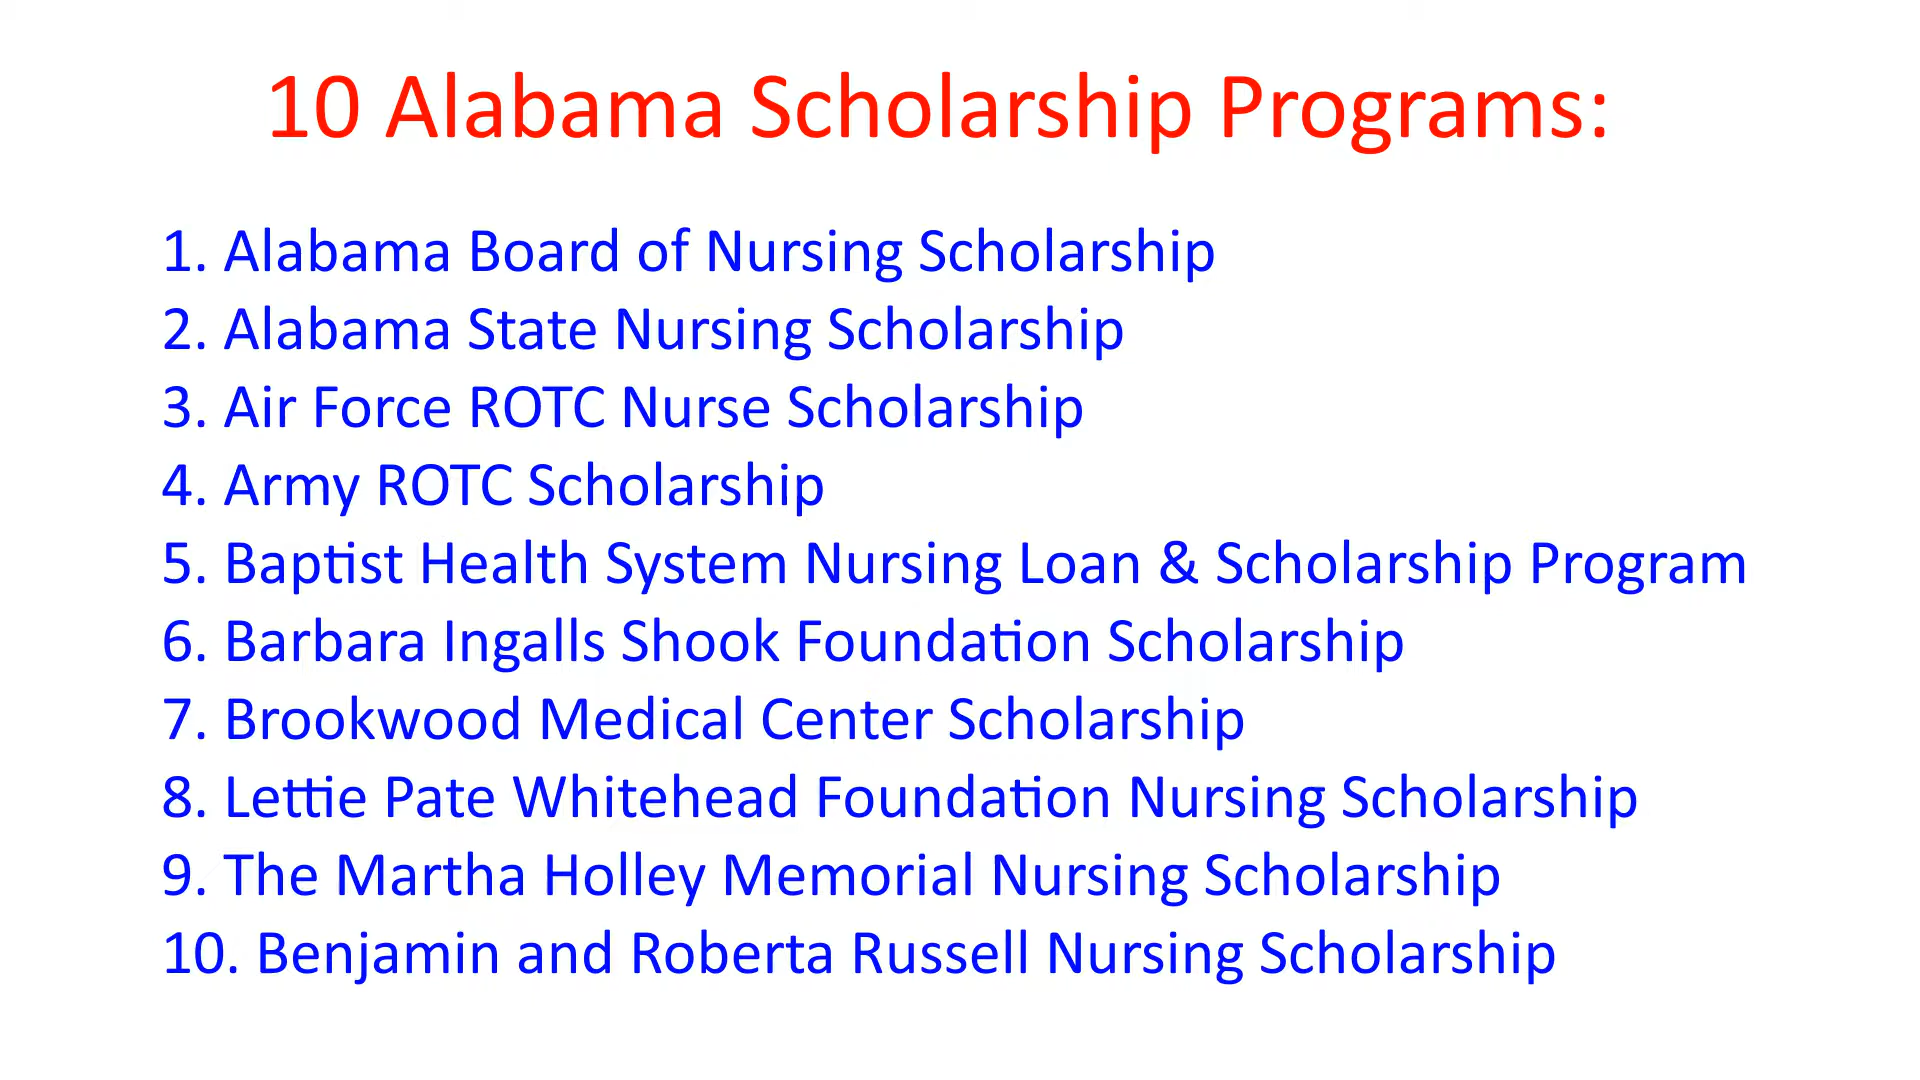 10 Alabama Scholarship Programs:
1. Alabama Board of Nursing Scholarship
2. Alabama State Nursing Scholarship
3. Air Force ROTC Nurse Scholarship
4. Army ROTC Scholarship
5. Baptist Health System Nursing Loan & Scholarship Program
6. Barbara Ingalls Shook Foundation Scholarship
7. Brookwood Medical Center Scholarship
8. Lettie Pate Whitehead Foundation Nursing Scholarship
9. The Martha Holley Memorial Nursing Scholarship
10. Benjamin and Roberta Russell Nursing Scholarship